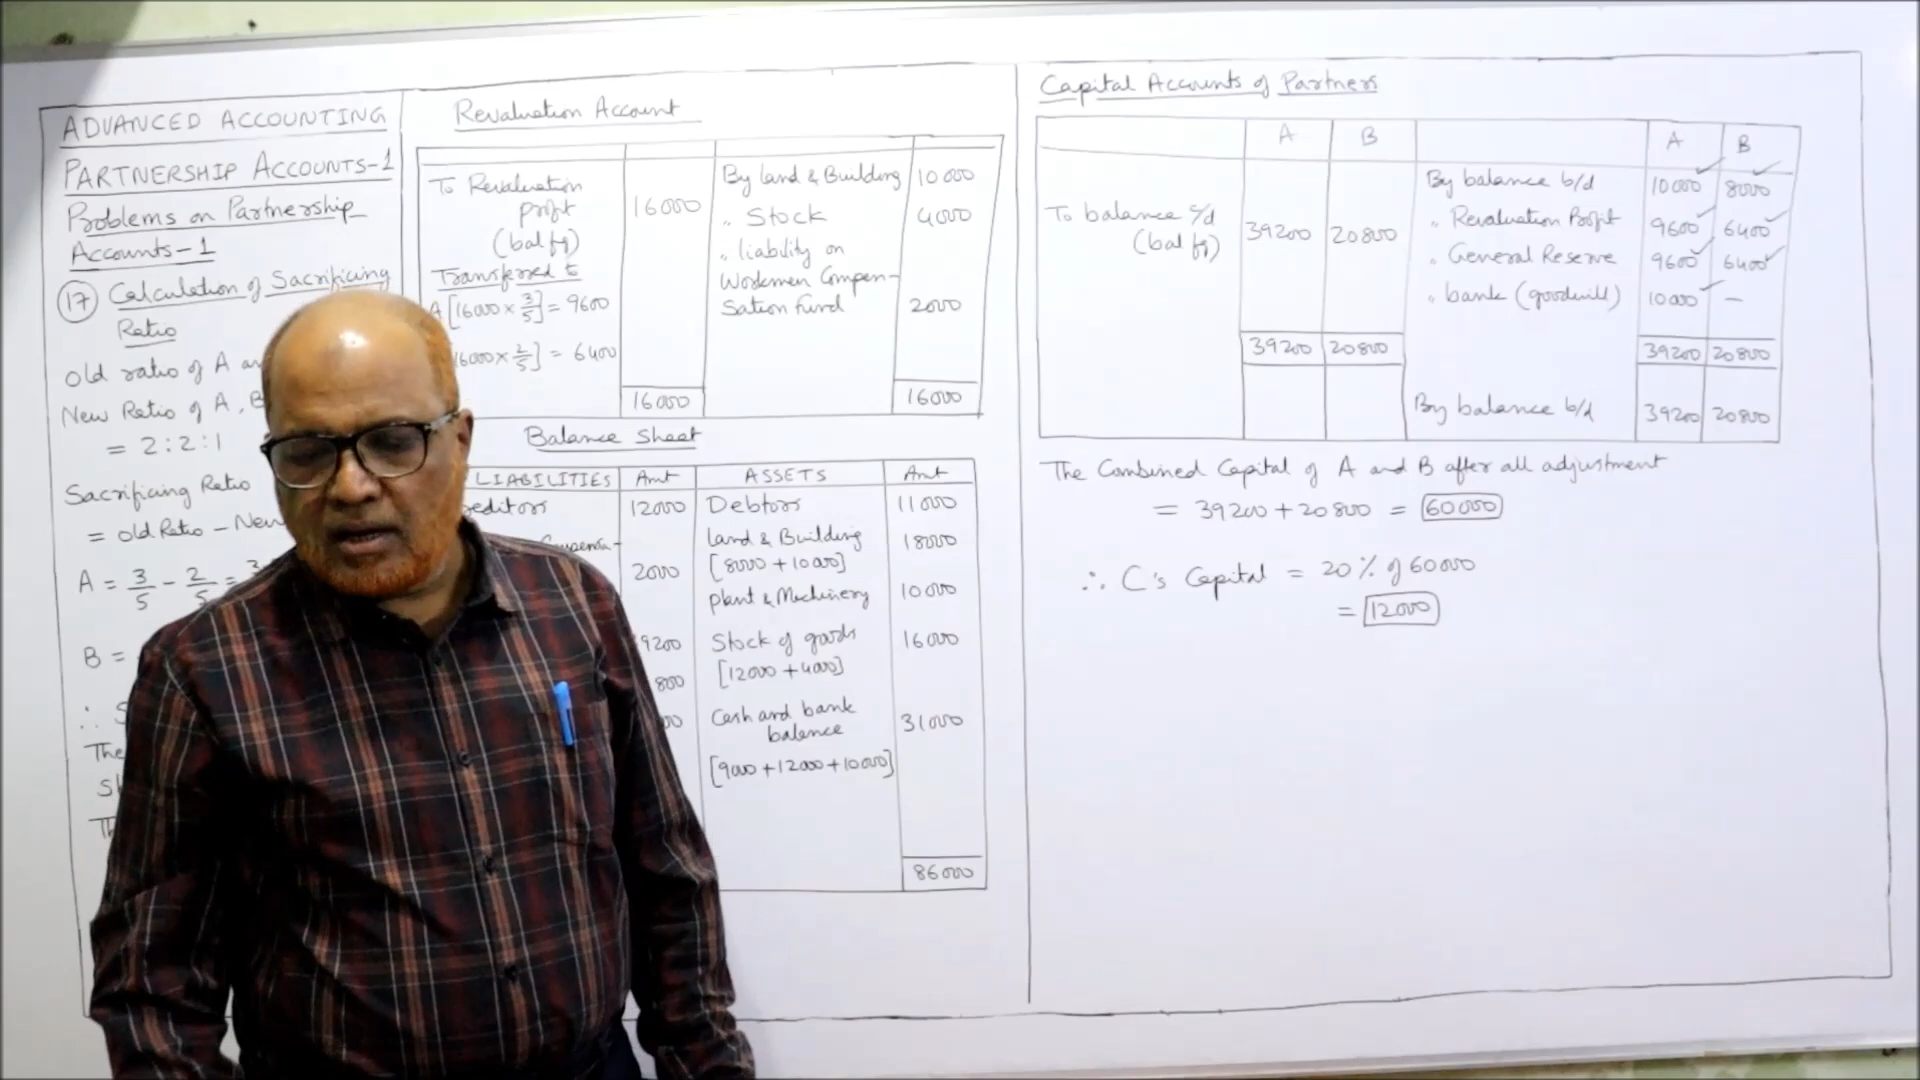 ADVANCED ACCOUNTING
PARTNERSHIP ACCOUNTS-1
Problems on Partnership
Accounts-1
17 Calculation of Sacrificing
Ratio
Old ratio of A
New Ratio of A, B
= 2:2:1
Sacrificing Ratio
= Old Ratio - New
A = 3/5 - 2/5 =
B =
∴
The
Revaluation Account
To Revaluation
profit
(bal fg) 16000
Transferred to
A [16000 × 3/5] = 9600
16000 × 2/5] = 6400
16000
By land & Building 10000
" Stock 4000
" liability on
Workmen Compen-
sation fund 2000
16000
Balance Sheet
LIABILITIES Amt ASSETS Amt
editors 12000 Debtors 11000
land & Building 18000
2000 [8000 + 10000]
plant & Machinery 10000
9200 Stock of goods 16000
800 [12000 + 4000]
Cash and bank
balance 31000
[9000 + 12000 + 10000]
86000
Capital Accounts of Partners
A B A B
By balance b/d 10000 8000
To balance c/d
(bal fg) 39200 20800
" Revaluation Profit 9600 6400
" General Reserve 9600 6400
" bank (goodwill) 10000 —
39200 20800 39200 20800
By balance b/d 39200 20800
The Combined Capital of A and B after all adjustment
= 39200 + 20800 = 60000
∴ C's Capital = 20% of 60000
= 12000